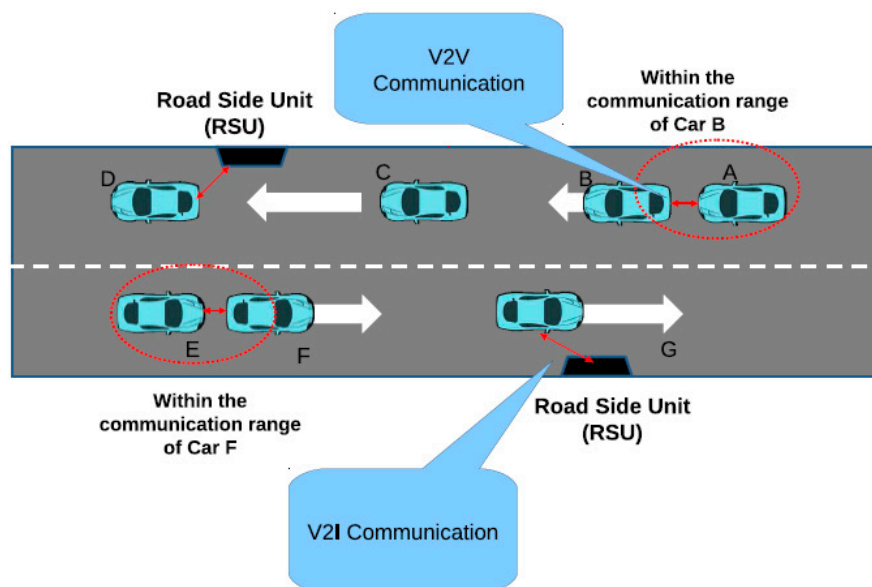 V2V
Communication
Within the
communication range
of Car B
Road Side Unit
(RSU)
D
C
B
A
E
F
G
Within the
communication range
of Car F
Road Side Unit
(RSU)
V2I Communication